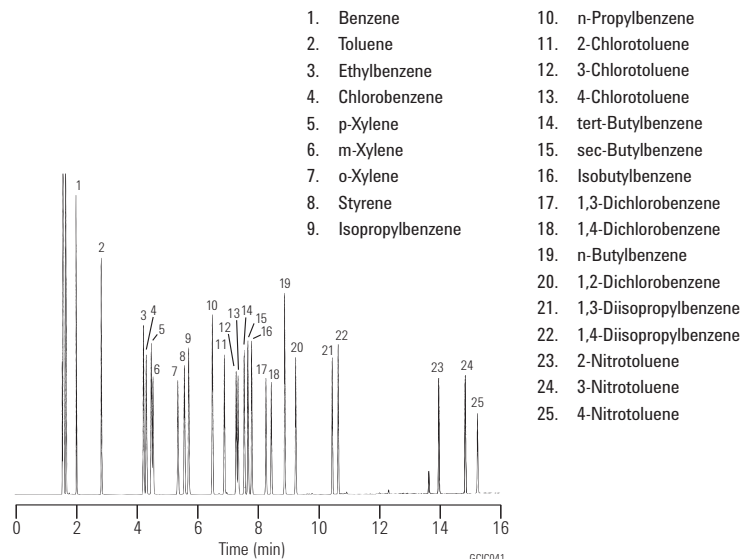 1. Benzene
2. Toluene
3. Ethylbenzene
4. Chlorobenzene
5. p-Xylene
6. m-Xylene
7. o-Xylene
8. Styrene
9. Isopropylbenzene
10. n-Propylbenzene
11. 2-Chlorotoluene
12. 3-Chlorotoluene
13. 4-Chlorotoluene
14. tert-Butylbenzene
15. sec-Butylbenzene
16. Isobutylbenzene
17. 1,3-Dichlorobenzene
18. 1,4-Dichlorobenzene
19. n-Butylbenzene
20. 1,2-Dichlorobenzene
21. 1,3-Diisopropylbenzene
22. 1,4-Diisopropylbenzene
23. 2-Nitrotoluene
24. 3-Nitrotoluene
25. 4-Nitrotoluene
1
2
3
4
5
6
7
8
9
10
11
12
13
14
15
16
17
18
19
20
21
22
23
24
25
0 2 4 6 8 10 12 14 16
Time (min)
GCIC041